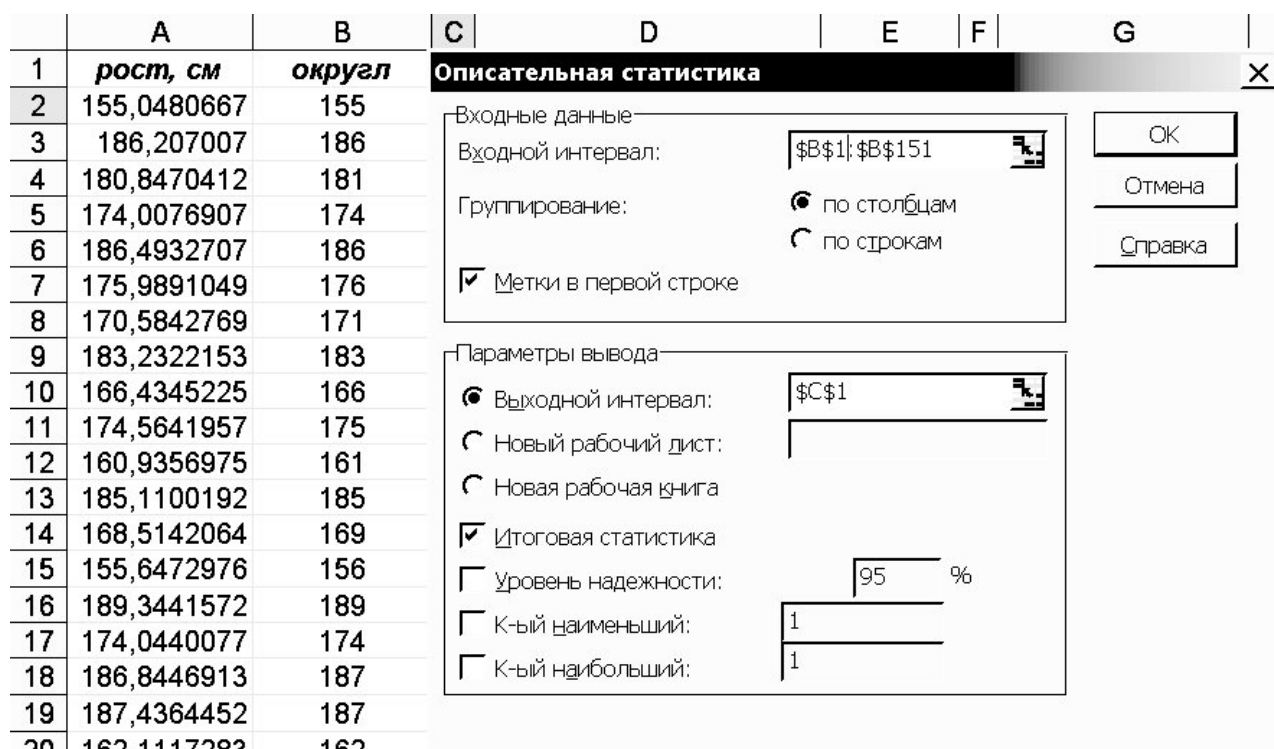 A B C D E F G
1 рост, см округл Описательная статистика
2 155,0480667 155 Входные данные
3 186,207007 186 Входной интервал: $B$1:$B$151 ОК
4 180,8470412 181 Отмена
5 174,0076907 174 Группирование: по столбцам
6 186,4932707 186 по строкам Справка
7 175,9891049 176 Метки в первой строке
8 170,5842769 171
9 183,2322153 183 Параметры вывода
10 166,4345225 166 Выходной интервал: $C$1
11 174,5641957 175 Новый рабочий лист:
12 160,9356975 161
13 185,1100192 185 Новая рабочая книга
14 168,5142064 169 Итоговая статистика
15 155,6472976 156 Уровень надежности: 95 %
16 189,3441572 189 К-ый наименьший: 1
17 174,0440077 174
18 186,8446913 187 К-ый наибольший: 1
19 187,4364452 187
20 162,1117283 162